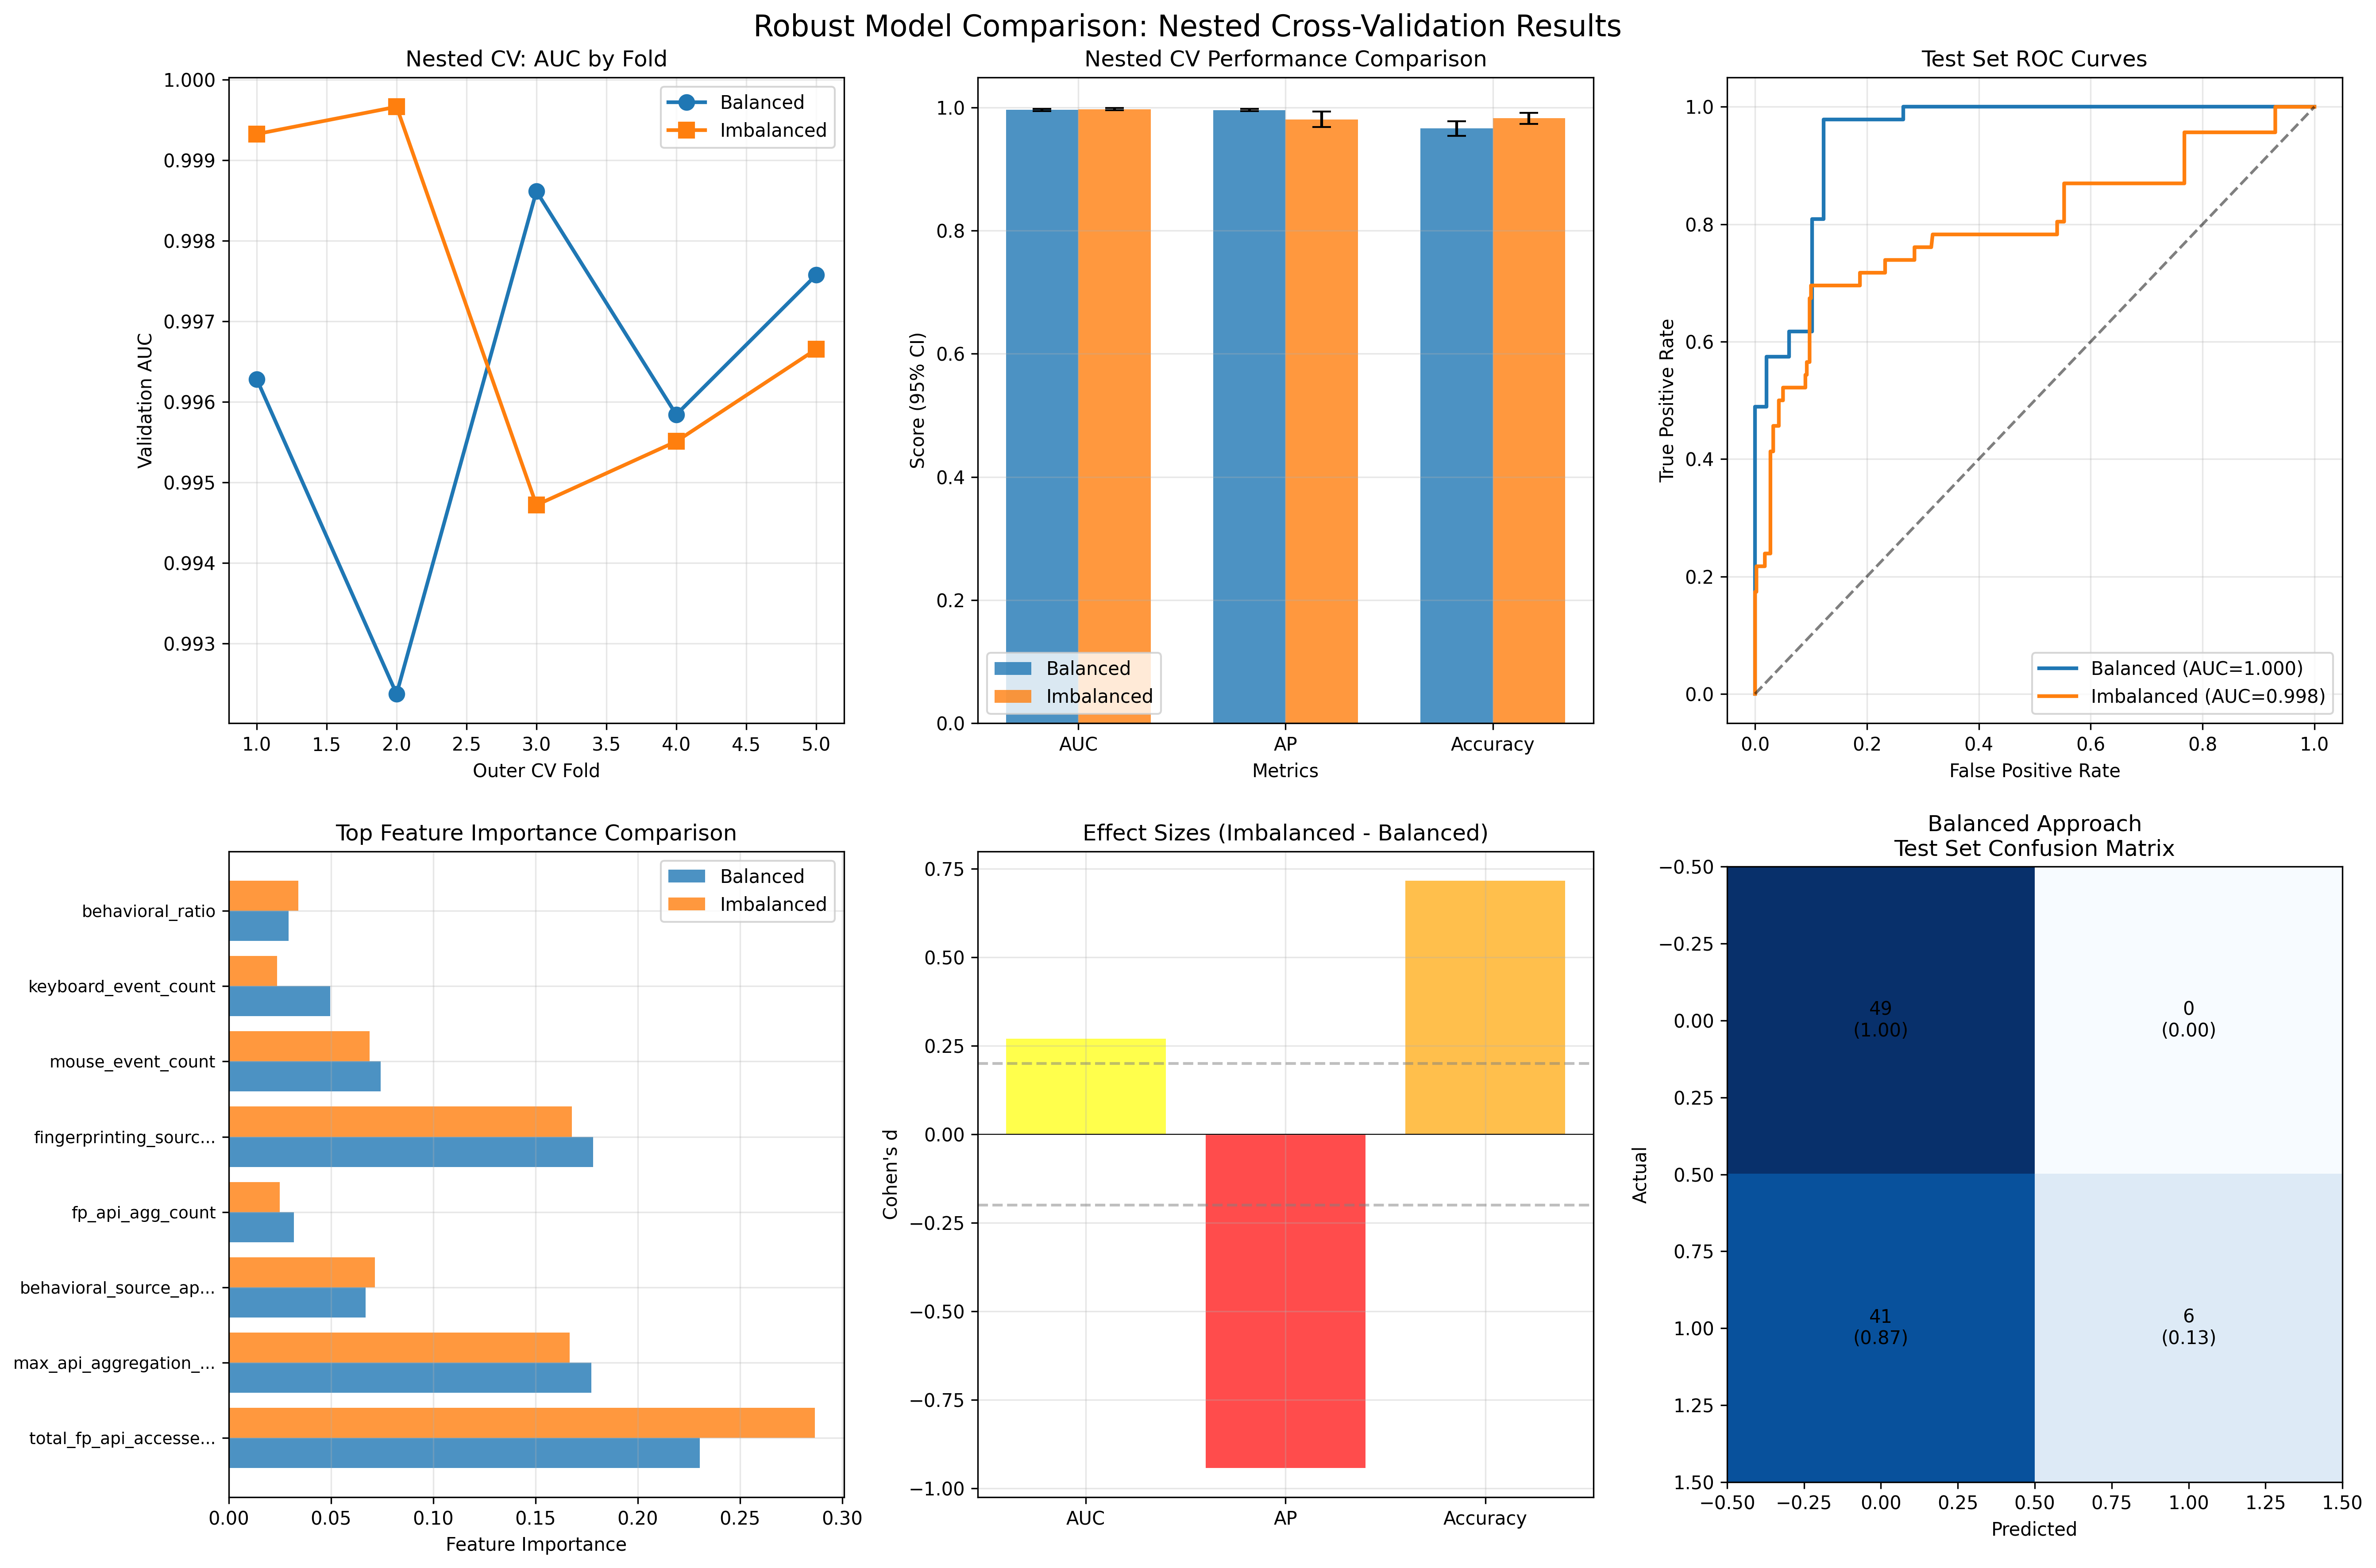 Robust Model Comparison: Nested Cross-Validation Results
Nested CV: AUC by Fold
1.000
0.999
0.998
0.997
0.996
0.995
0.994
0.993
Validation AUC
Balanced
Imbalanced
1.0 1.5 2.0 2.5 3.0 3.5 4.0 4.5 5.0
Outer CV Fold
Nested CV Performance Comparison
1.0
0.8
0.6
0.4
0.2
0.0
Score (95% CI)
Balanced
Imbalanced
AUC AP Accuracy
Metrics
Test Set ROC Curves
1.0
0.8
0.6
0.4
0.2
0.0
True Positive Rate
Balanced (AUC=1.000)
Imbalanced (AUC=0.998)
0.0 0.2 0.4 0.6 0.8 1.0
False Positive Rate
Top Feature Importance Comparison
Balanced
Imbalanced
behavioral_ratio
keyboard_event_count
mouse_event_count
fingerprinting_sourc...
fp_api_agg_count
behavioral_source_ap...
max_api_aggregation_...
total_fp_api_accesse...
0.00 0.05 0.10 0.15 0.20 0.25 0.30
Feature Importance
Effect Sizes (Imbalanced - Balanced)
0.75
0.50
0.25
0.00
−0.25
−0.50
−0.75
−1.00
Cohen's d
AUC AP Accuracy
Balanced Approach
Test Set Confusion Matrix
−0.50
−0.25
0.00
0.25
0.50
0.75
1.00
1.25
1.50
Actual
49
(1.00)
0
(0.00)
41
(0.87)
6
(0.13)
−0.50 −0.25 0.00 0.25 0.50 0.75 1.00 1.25 1.50
Predicted